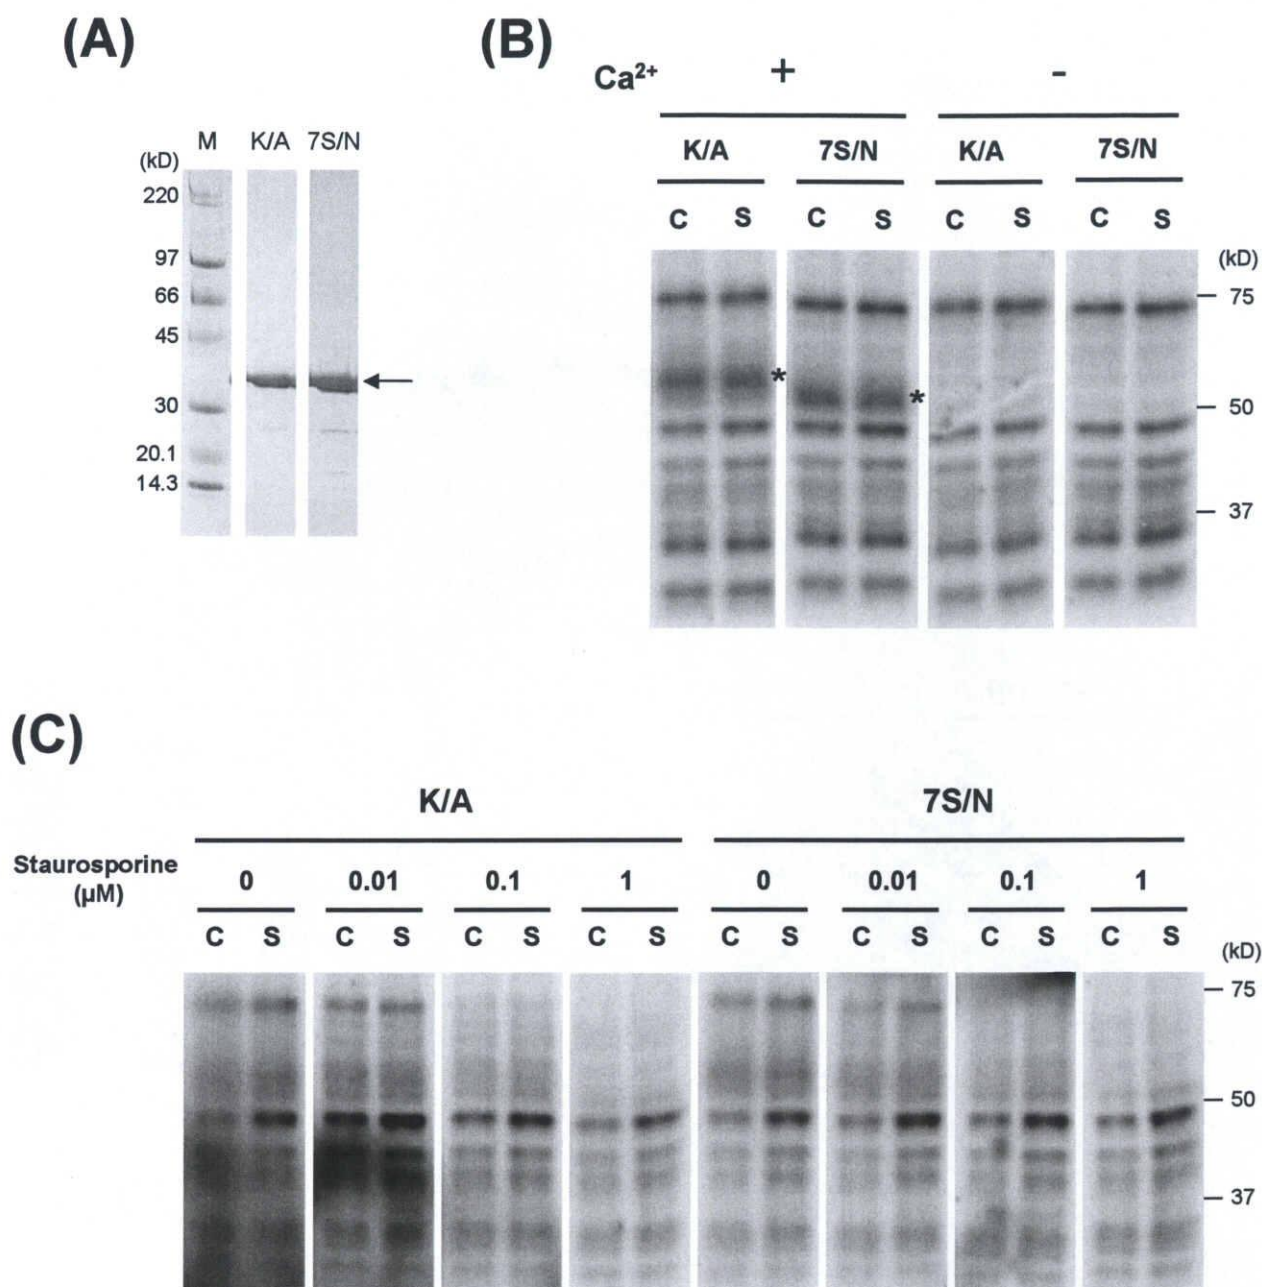 (A)
M K/A 7S/N
(kD)
220
97
66
45
30
20.1
14.3
(B)
Ca²⁺ + -
K/A 7S/N K/A 7S/N
C S C S C S C S
(kD)
75
* 
* 
50
37
(C)
K/A 7S/N
Staurosporine
(µM)
0 0.01 0.1 1 0 0.01 0.1 1
C S C S C S C S C S C S C S C S
(kD)
75
50
37